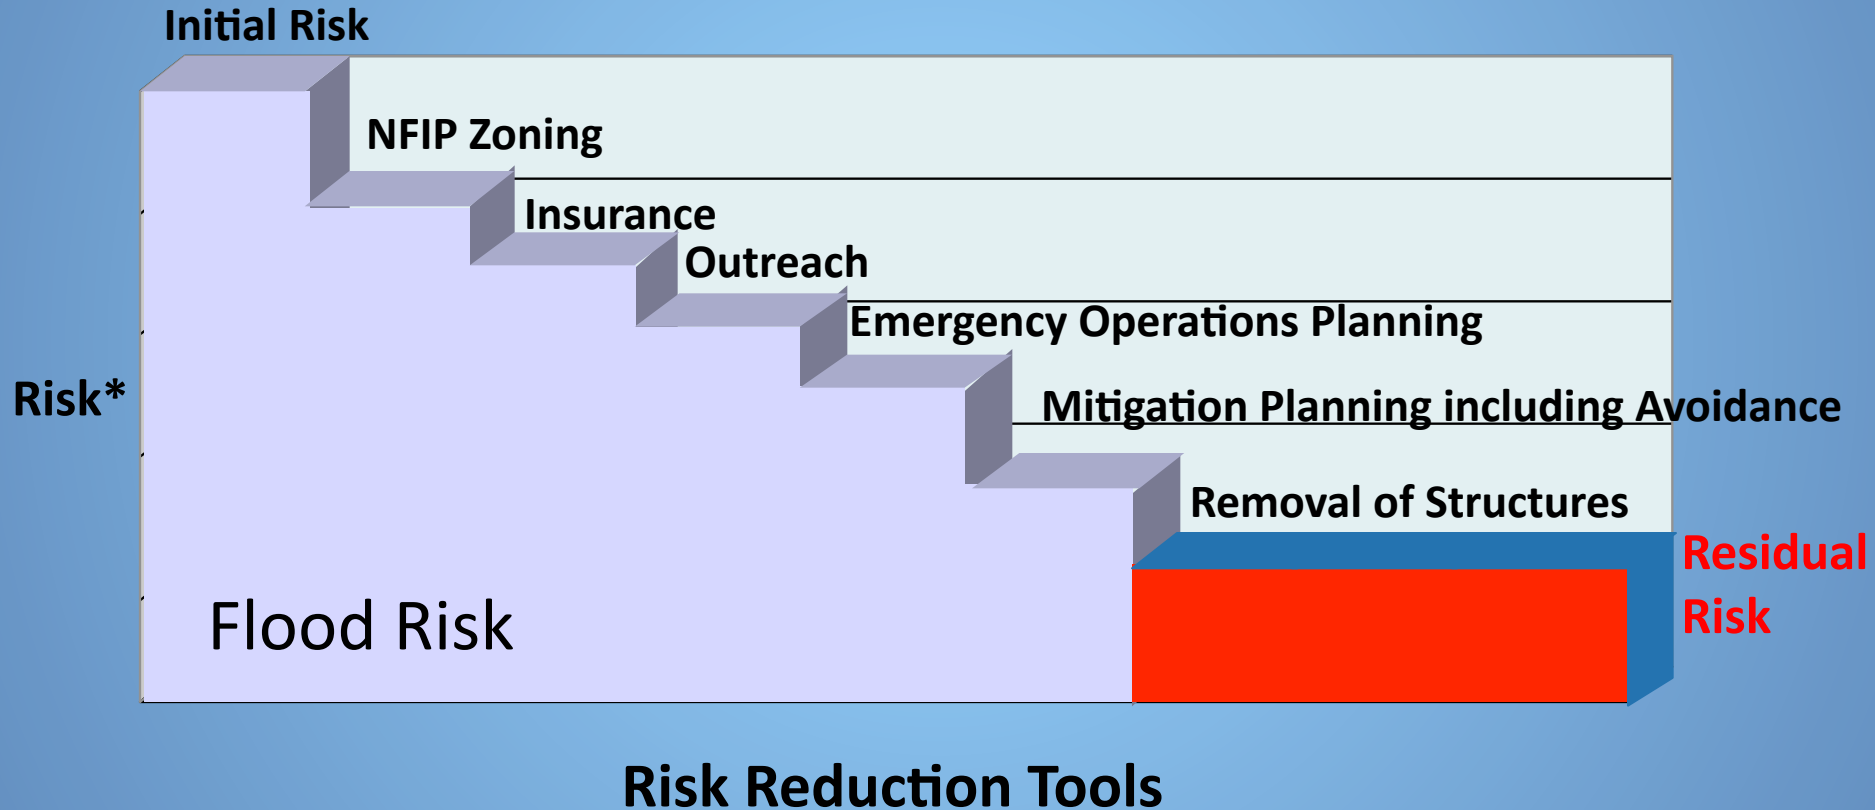 Initial Risk
NFIP Zoning
Insurance
Outreach
Emergency Operations Planning
Risk*
Mitigation Planning including Avoidance
Removal of Structures
Residual
Risk
Flood Risk
Risk Reduction Tools